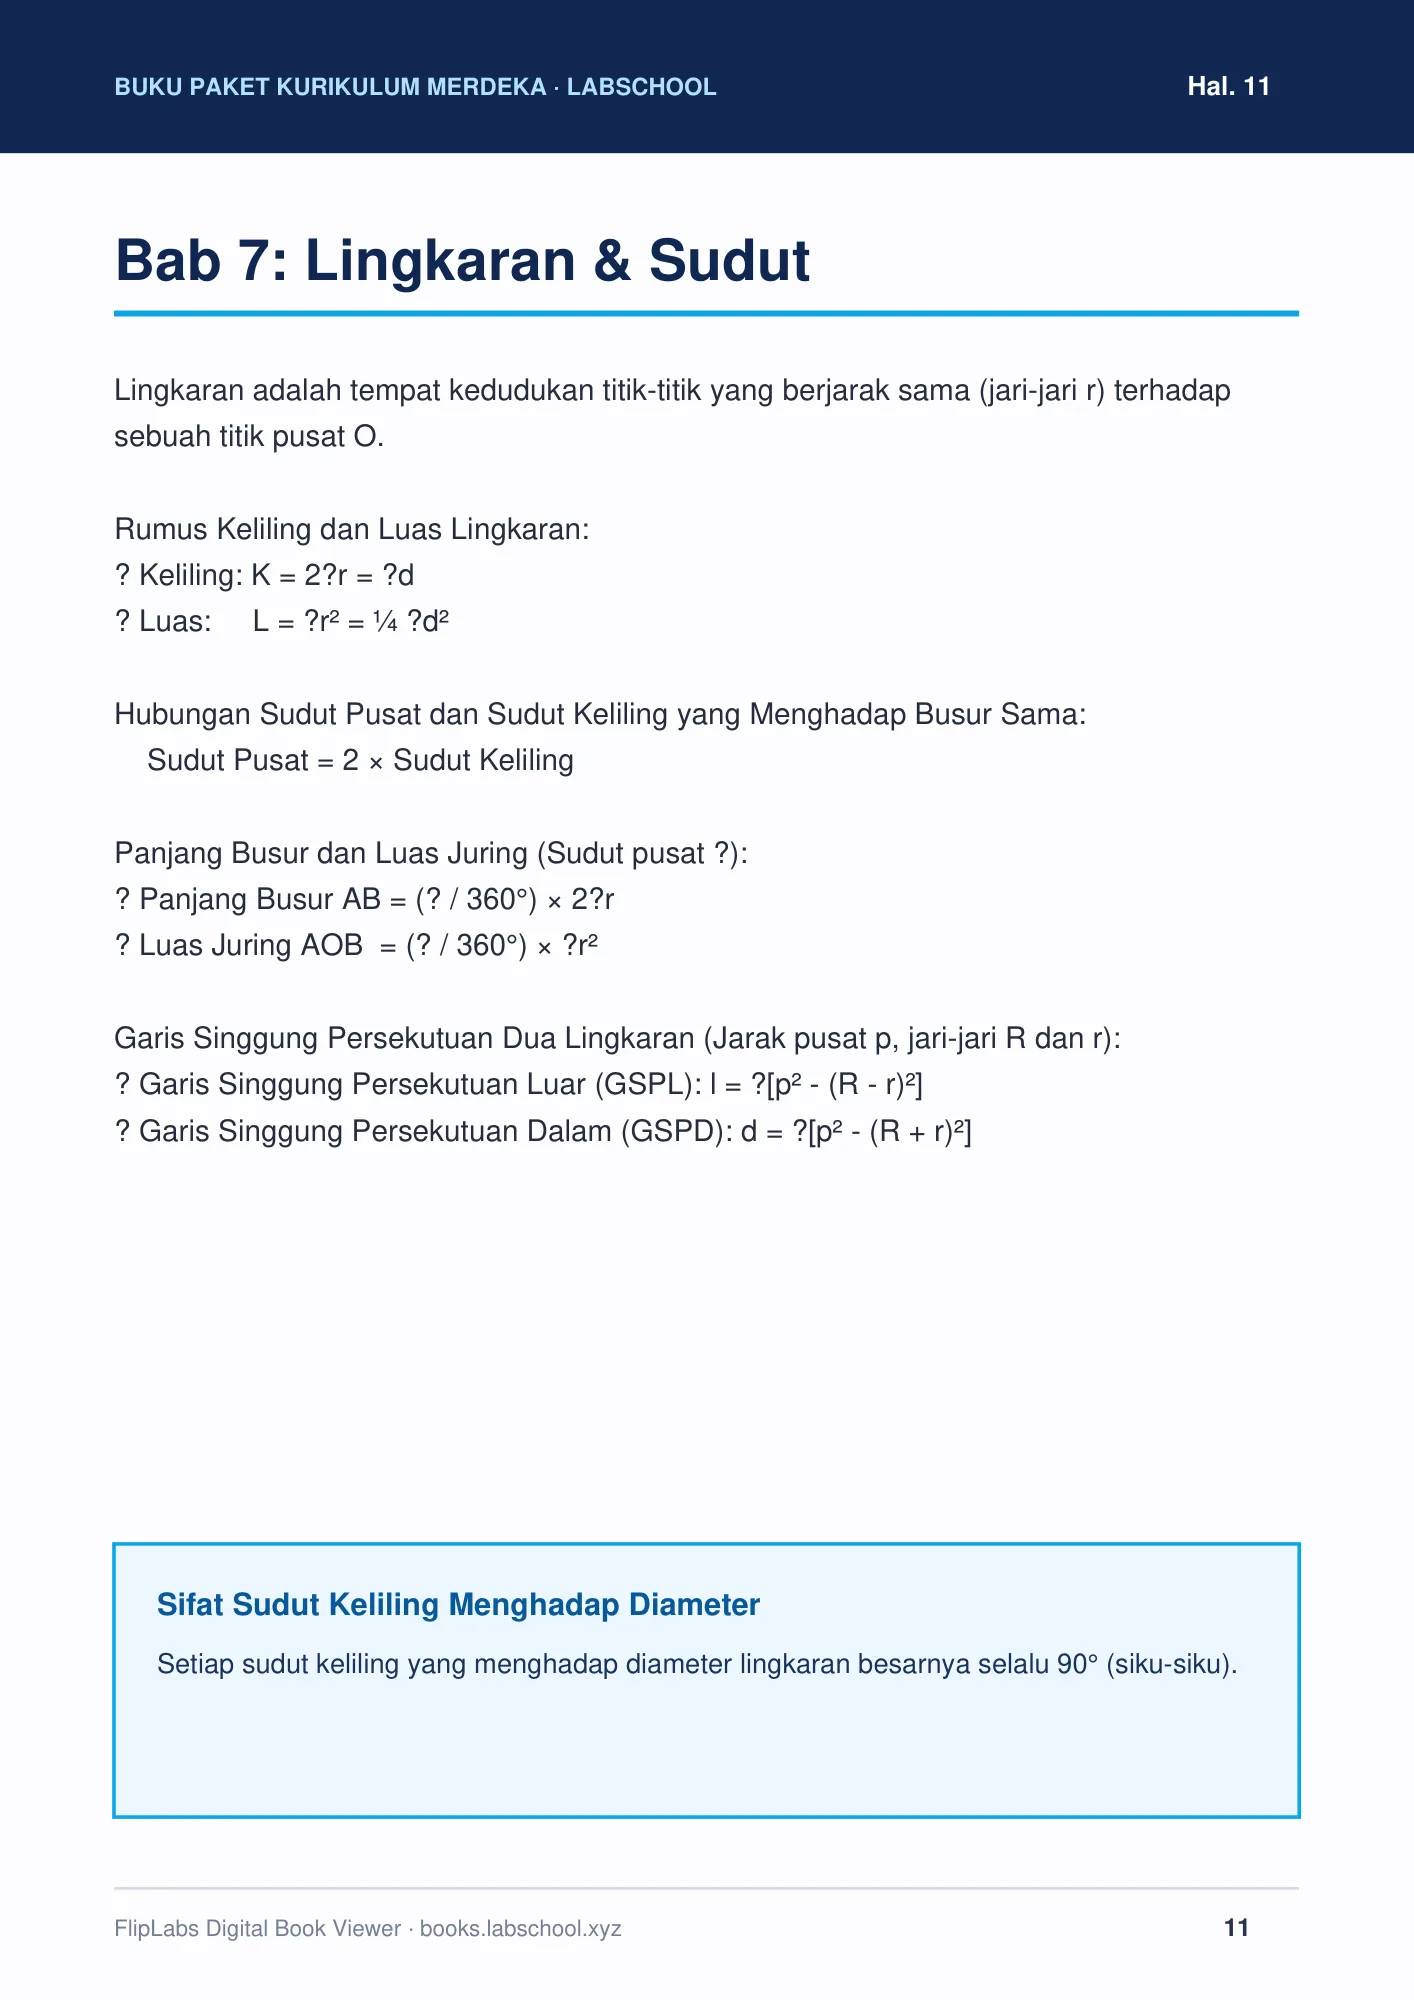 BUKU PAKET KURIKULUM MERDEKA · LABSCHOOL
Hal. 11
Bab 7: Lingkaran & Sudut
Lingkaran adalah tempat kedudukan titik-titik yang berjarak sama (jari-jari r) terhadap
sebuah titik pusat O.
Rumus Keliling dan Luas Lingkaran:
? Keliling: K = 2?r = ?d
? Luas:     L = ?r² = ¼ ?d²
Hubungan Sudut Pusat dan Sudut Keliling yang Menghadap Busur Sama:
    Sudut Pusat = 2 × Sudut Keliling
Panjang Busur dan Luas Juring (Sudut pusat ?):
? Panjang Busur AB = (? / 360°) × 2?r
? Luas Juring AOB  = (? / 360°) × ?r²
Garis Singgung Persekutuan Dua Lingkaran (Jarak pusat p, jari-jari R dan r):
? Garis Singgung Persekutuan Luar (GSPL): l = ?[p² - (R - r)²]
? Garis Singgung Persekutuan Dalam (GSPD): d = ?[p² - (R + r)²]
Sifat Sudut Keliling Menghadap Diameter
Setiap sudut keliling yang menghadap diameter lingkaran besarnya selalu 90° (siku-siku).
FlipLabs Digital Book Viewer · books.labschool.xyz
11